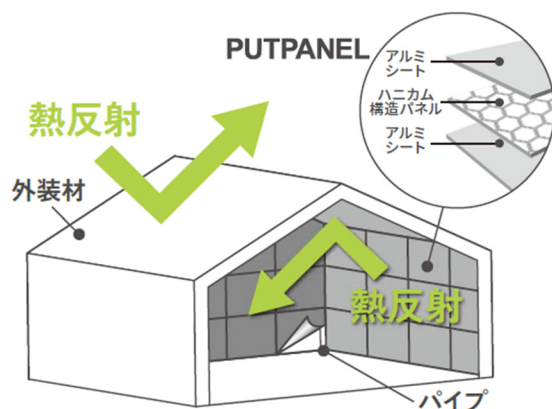 PUTPANEL
アルミ
シート
ハニカム
構造パネル
アルミ
シート
熱反射
外装材
熱反射
パイプ